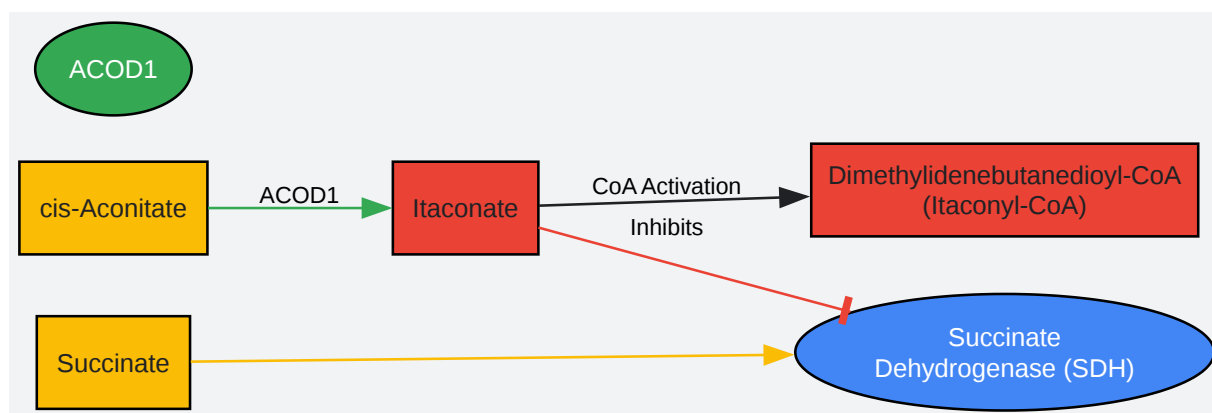 ACOD1
cis-Aconitate
ACOD1
Itaconate
CoA Activation
Inhibits
Dimethylidenebutanedioyl-CoA
(Itaconyl-CoA)
Succinate
Succinate
Dehydrogenase (SDH)